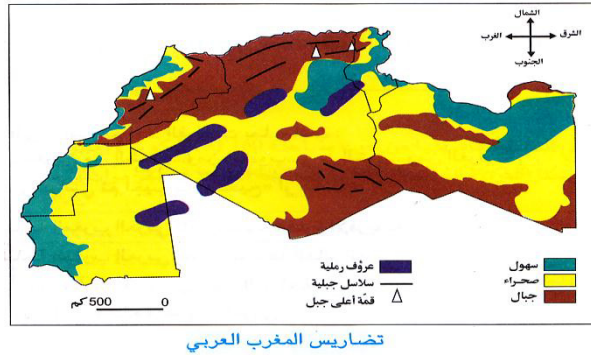 الشمال
الشرق
الغرب
الجنوب
سهول
صحراء
جبال
عروق رملية
سلاسل جبلية
قمّة أعلى جبل
0 500 كم
تضاريس المغرب العربي